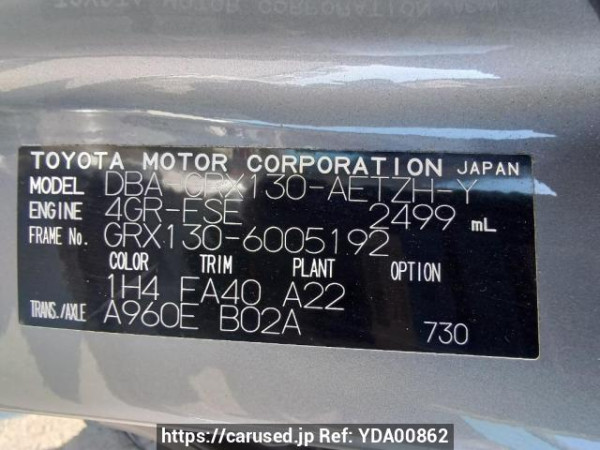 TOYOTA MOTOR CORPORATION JAPAN
MODEL DBA-GRX130-AETZH-Y
ENGINE 4GR-FSE 2499 mL
FRAME No. GRX130-6005192
COLOR TRIM PLANT OPTION
1H4 FA40 A22
TRANS./AXLE A960E B02A
730
https://carused.jp Ref: YDA00862